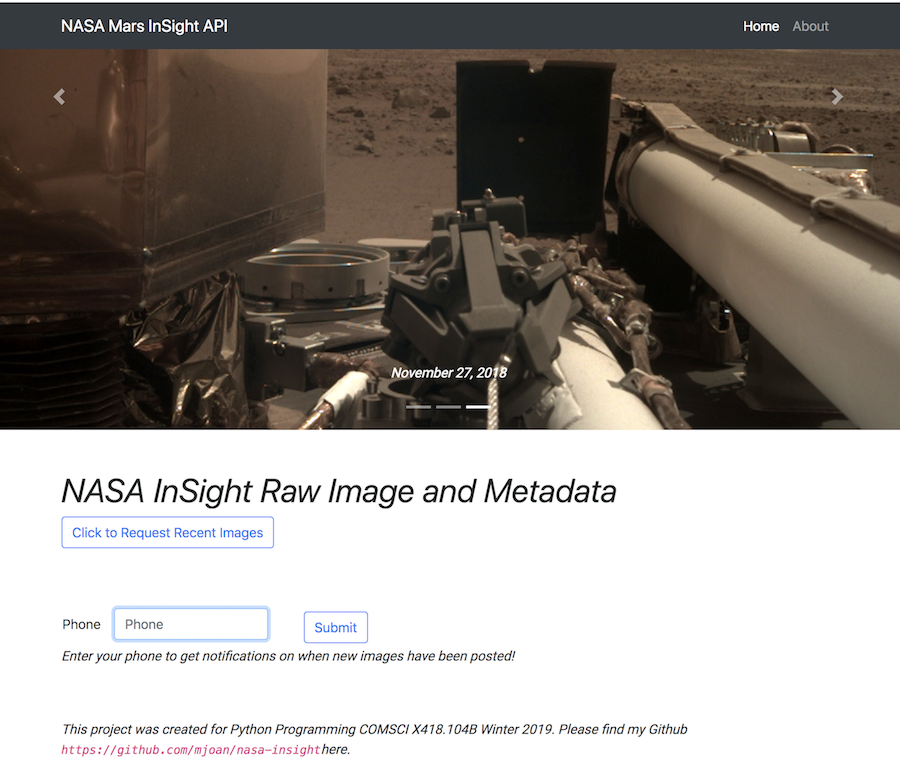 NASA Mars InSight API
Home About
November 27, 2018
NASA InSight Raw Image and Metadata
Click to Request Recent Images
Phone Phone Submit
Enter your phone to get notifications on when new images have been posted!
This project was created for Python Programming COMSCI X418.104B Winter 2019. Please find my Github
https://github.com/mjoan/nasa-insight here.